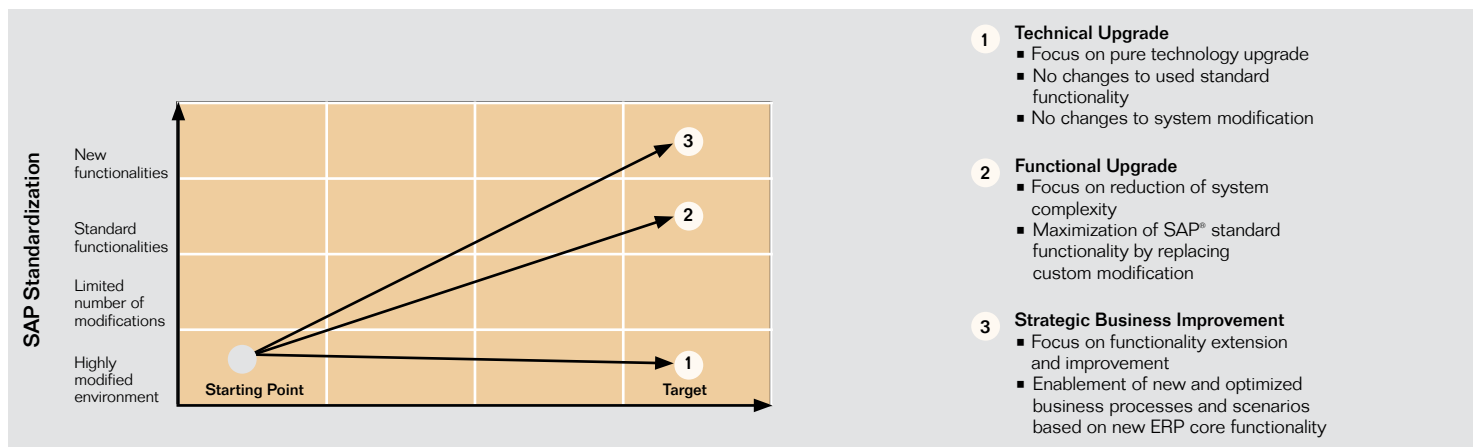 SAP Standardization
New
functionalities
Standard
functionalities
Limited
number of
modifications
Highly
modified
environment
3
2
1
Starting Point
Target
1 Technical Upgrade
▪ Focus on pure technology upgrade
▪ No changes to used standard
functionality
▪ No changes to system modification
2 Functional Upgrade
▪ Focus on reduction of system
complexity
▪ Maximization of SAP® standard
functionality by replacing
custom modification
3 Strategic Business Improvement
▪ Focus on functionality extension
and improvement
▪ Enablement of new and optimized
business processes and scenarios
based on new ERP core functionality